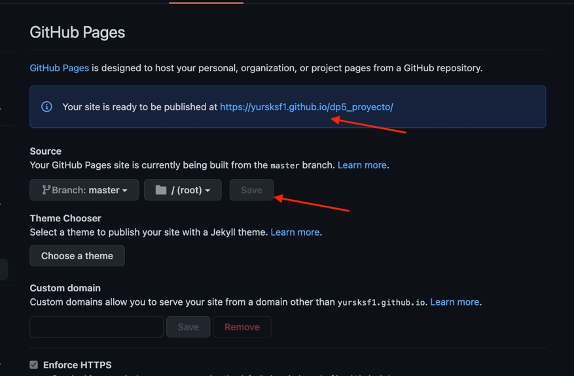 GitHub Pages
GitHub Pages is designed to host your personal, organization, or project pages from a GitHub repository.
Your site is ready to be published at https://yursksf1.github.io/dp5_proyecto/
Source
Your GitHub Pages site is currently being built from the master branch. Learn more.
Branch: master
/ (root)
Save
Theme Chooser
Select a theme to publish your site with a Jekyll theme. Learn more.
Choose a theme
Custom domain
Custom domains allow you to serve your site from a domain other than yursksf1.github.io. Learn more.
Save
Remove
Enforce HTTPS